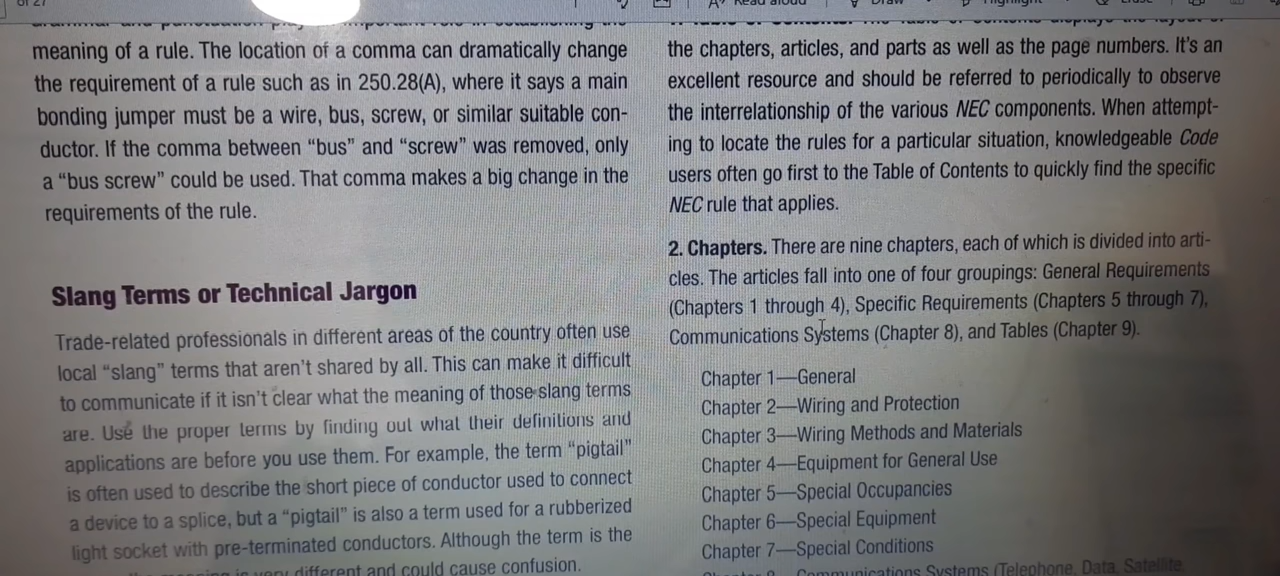 of 27
Read aloud
Draw
Highlight
Erase
meaning of a rule. The location of a comma can dramatically change
the requirement of a rule such as in 250.28(A), where it says a main
bonding jumper must be a wire, bus, screw, or similar suitable con-
ductor. If the comma between “bus” and “screw” was removed, only
a “bus screw” could be used. That comma makes a big change in the
requirements of the rule.
Slang Terms or Technical Jargon
Trade-related professionals in different areas of the country often use
local “slang” terms that aren’t shared by all. This can make it difficult
to communicate if it isn’t clear what the meaning of those slang terms
are. Use the proper terms by finding out what their definitions and
applications are before you use them. For example, the term “pigtail”
is often used to describe the short piece of conductor used to connect
a device to a splice, but a “pigtail” is also a term used for a rubberized
light socket with pre-terminated conductors. Although the term is the
meaning is very different and could cause confusion.
the chapters, articles, and parts as well as the page numbers. It’s an
excellent resource and should be referred to periodically to observe
the interrelationship of the various NEC components. When attempt-
ing to locate the rules for a particular situation, knowledgeable Code
users often go first to the Table of Contents to quickly find the specific
NEC rule that applies.
2. Chapters. There are nine chapters, each of which is divided into arti-
cles. The articles fall into one of four groupings: General Requirements
(Chapters 1 through 4), Specific Requirements (Chapters 5 through 7),
Communications Systems (Chapter 8), and Tables (Chapter 9).
Chapter 1—General
Chapter 2—Wiring and Protection
Chapter 3—Wiring Methods and Materials
Chapter 4—Equipment for General Use
Chapter 5—Special Occupancies
Chapter 6—Special Equipment
Chapter 7—Special Conditions
Communications Systems (Telephone, Data, Satellite,